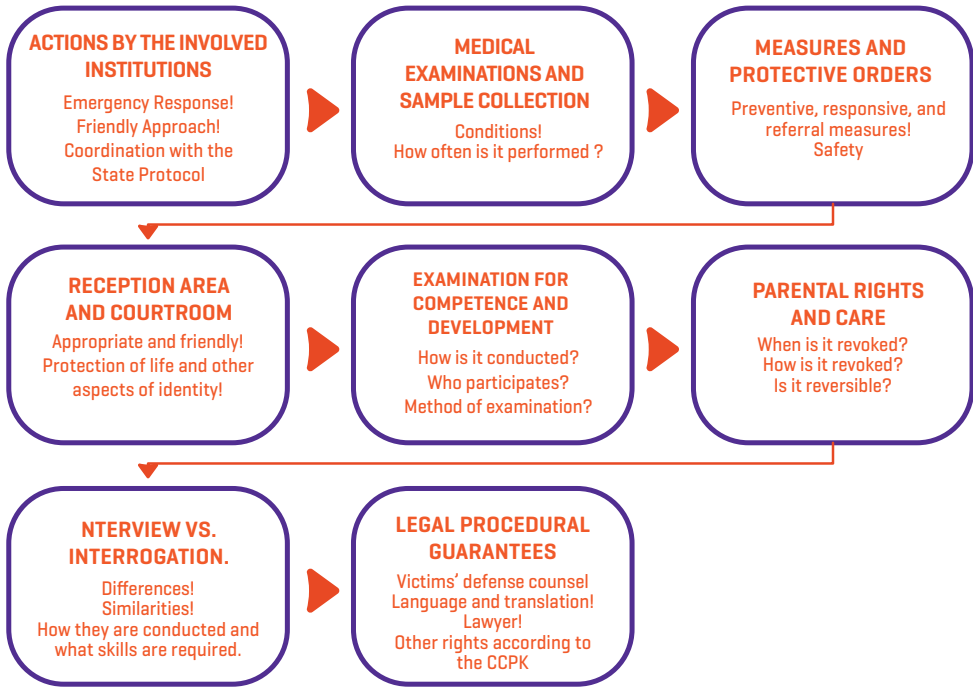 ACTIONS BY THE INVOLVED
INSTITUTIONS
Emergency Response!
Friendly Approach!
Coordination with the
State Protocol
MEDICAL
EXAMINATIONS AND
SAMPLE COLLECTION
Conditions!
How often is it performed ?
MEASURES AND
PROTECTIVE ORDERS
Preventive, responsive, and
referral measures!
Safety
RECEPTION AREA
AND COURTROOM
Appropriate and friendly!
Protection of life and other
aspects of identity!
EXAMINATION FOR
COMPETENCE AND
DEVELOPMENT
How is it conducted?
Who participates?
Method of examination?
PARENTAL RIGHTS
AND CARE
When is it revoked?
How is it revoked?
Is it reversible?
NTERVIEW VS.
INTERROGATION.
Differences!
Similarities!
How they are conducted and
what skills are required.
LEGAL PROCEDURAL
GUARANTEES
Victims’ defense counsel
Language and translation!
Lawyer!
Other rights according to
the CCPK